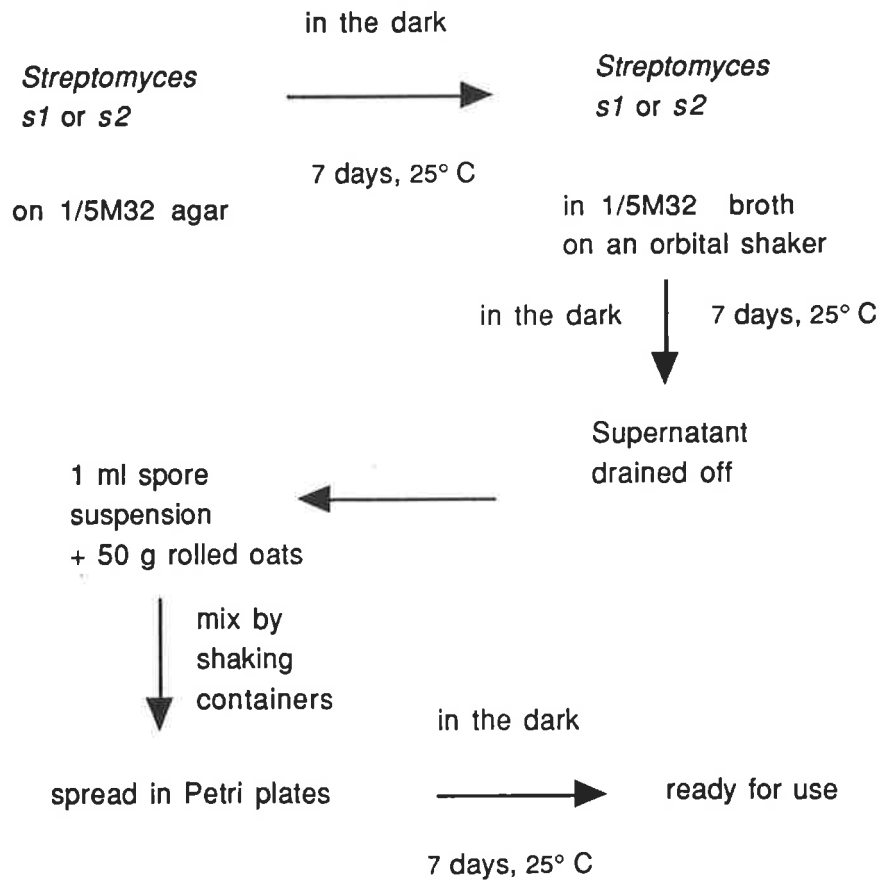 in the dark
Streptomyces
s1 or s2
on 1/5M32 agar
7 days, 25° C
Streptomyces
s1 or s2
in 1/5M32 broth
on an orbital shaker
in the dark
7 days, 25° C
Supernatant
drained off
1 ml spore
suspension
+ 50 g rolled oats
mix by
shaking
containers
spread in Petri plates
in the dark
7 days, 25° C
ready for use